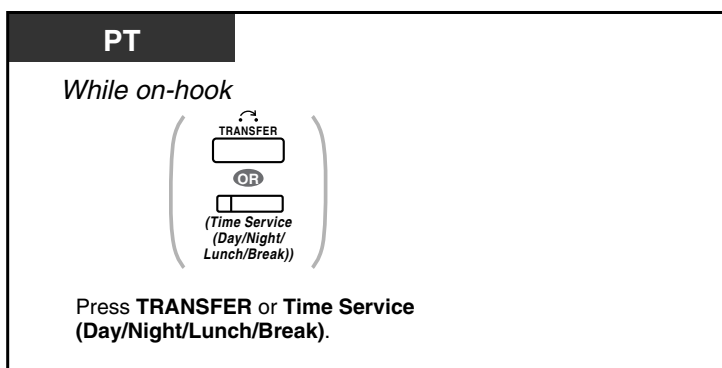 PT
While on-hook
TRANSFER
OR
(Time Service
(Day/Night/
Lunch/Break))
Press TRANSFER or Time Service
(Day/Night/Lunch/Break).